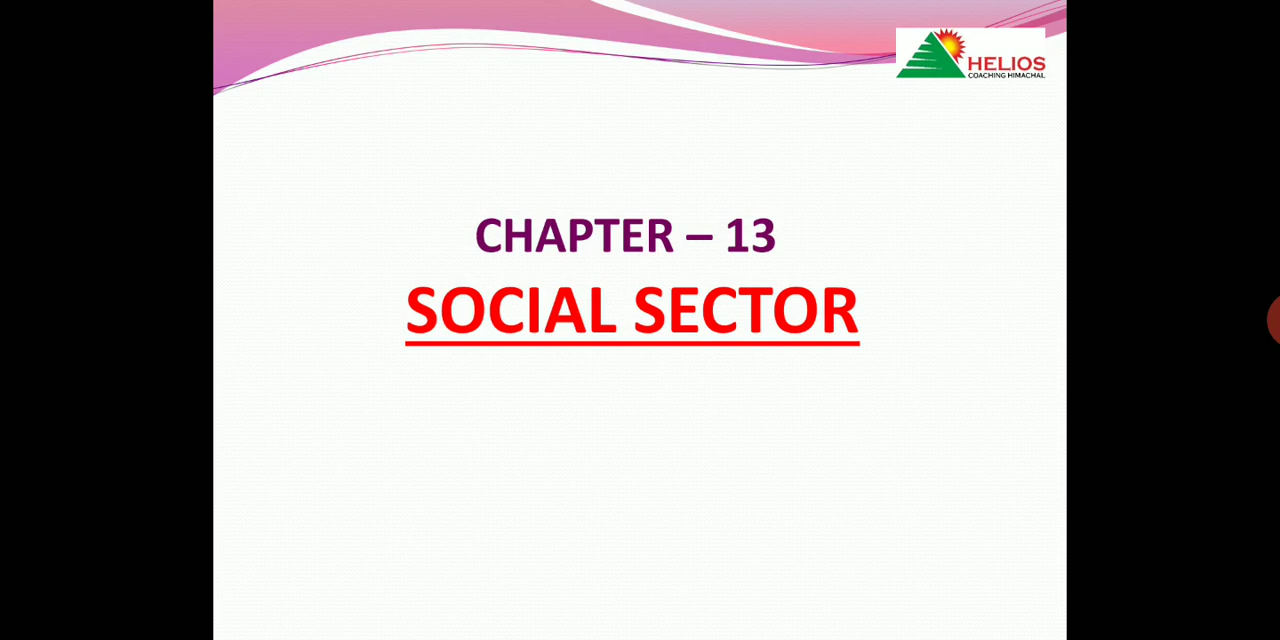 HELIOS
COACHING HIMACHAL
CHAPTER – 13
SOCIAL SECTOR